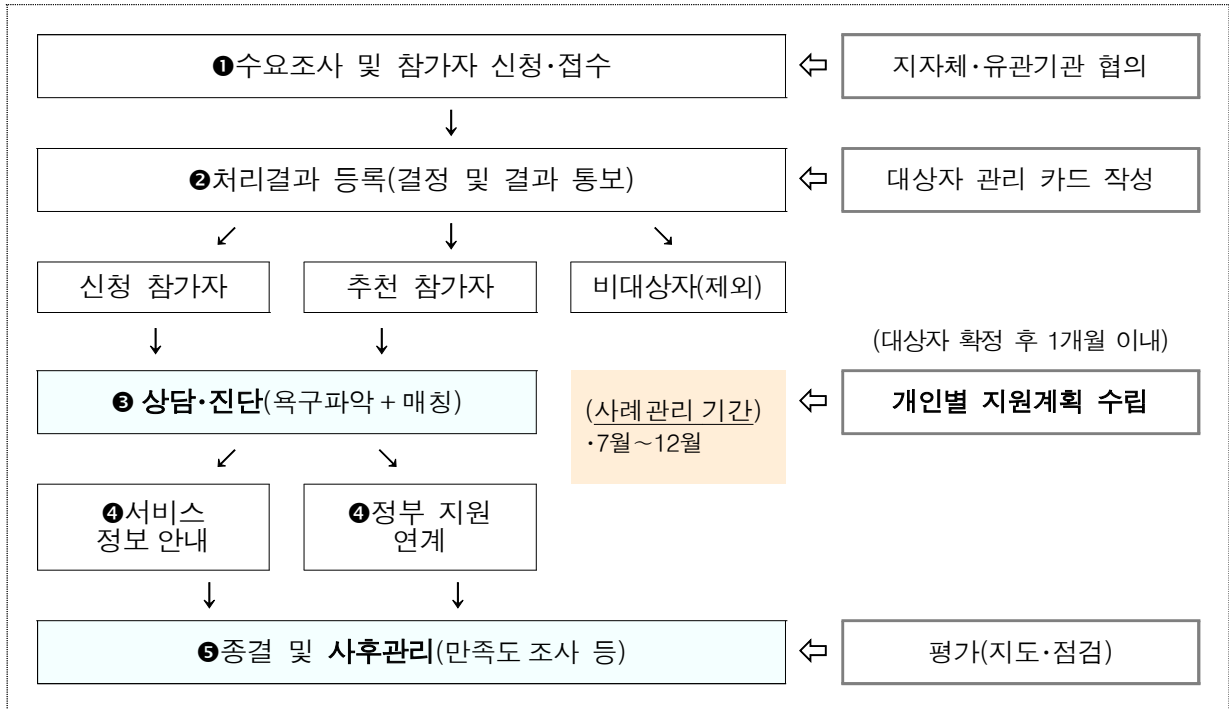 ❶수요조사 및 참가자 신청·접수
⇦
지자체·유관기관 협의
↓
❷처리결과 등록(결정 및 결과 통보)
⇦
대상자 관리 카드 작성
↙ ↓ ↘
신청 참가자
추천 참가자
비대상자(제외)
↓ ↓
(대상자 확정 후 1개월 이내)
❸ 상담·진단(욕구파악+매칭)
(사례관리 기간)
·7월~12월
⇦
개인별 지원계획 수립
↙ ↘
❹서비스
정보 안내
❹정부 지원
연계
↓ ↓
❺종결 및 사후관리(만족도 조사 등)
⇦
평가(지도·점검)